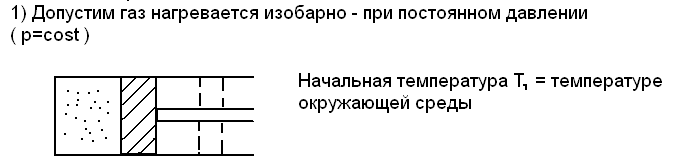 1) Допустим газ нагревается изобарно - при постоянном давлении
( p=cost )
Начальная температура T₁ = температуре
окружающей среды